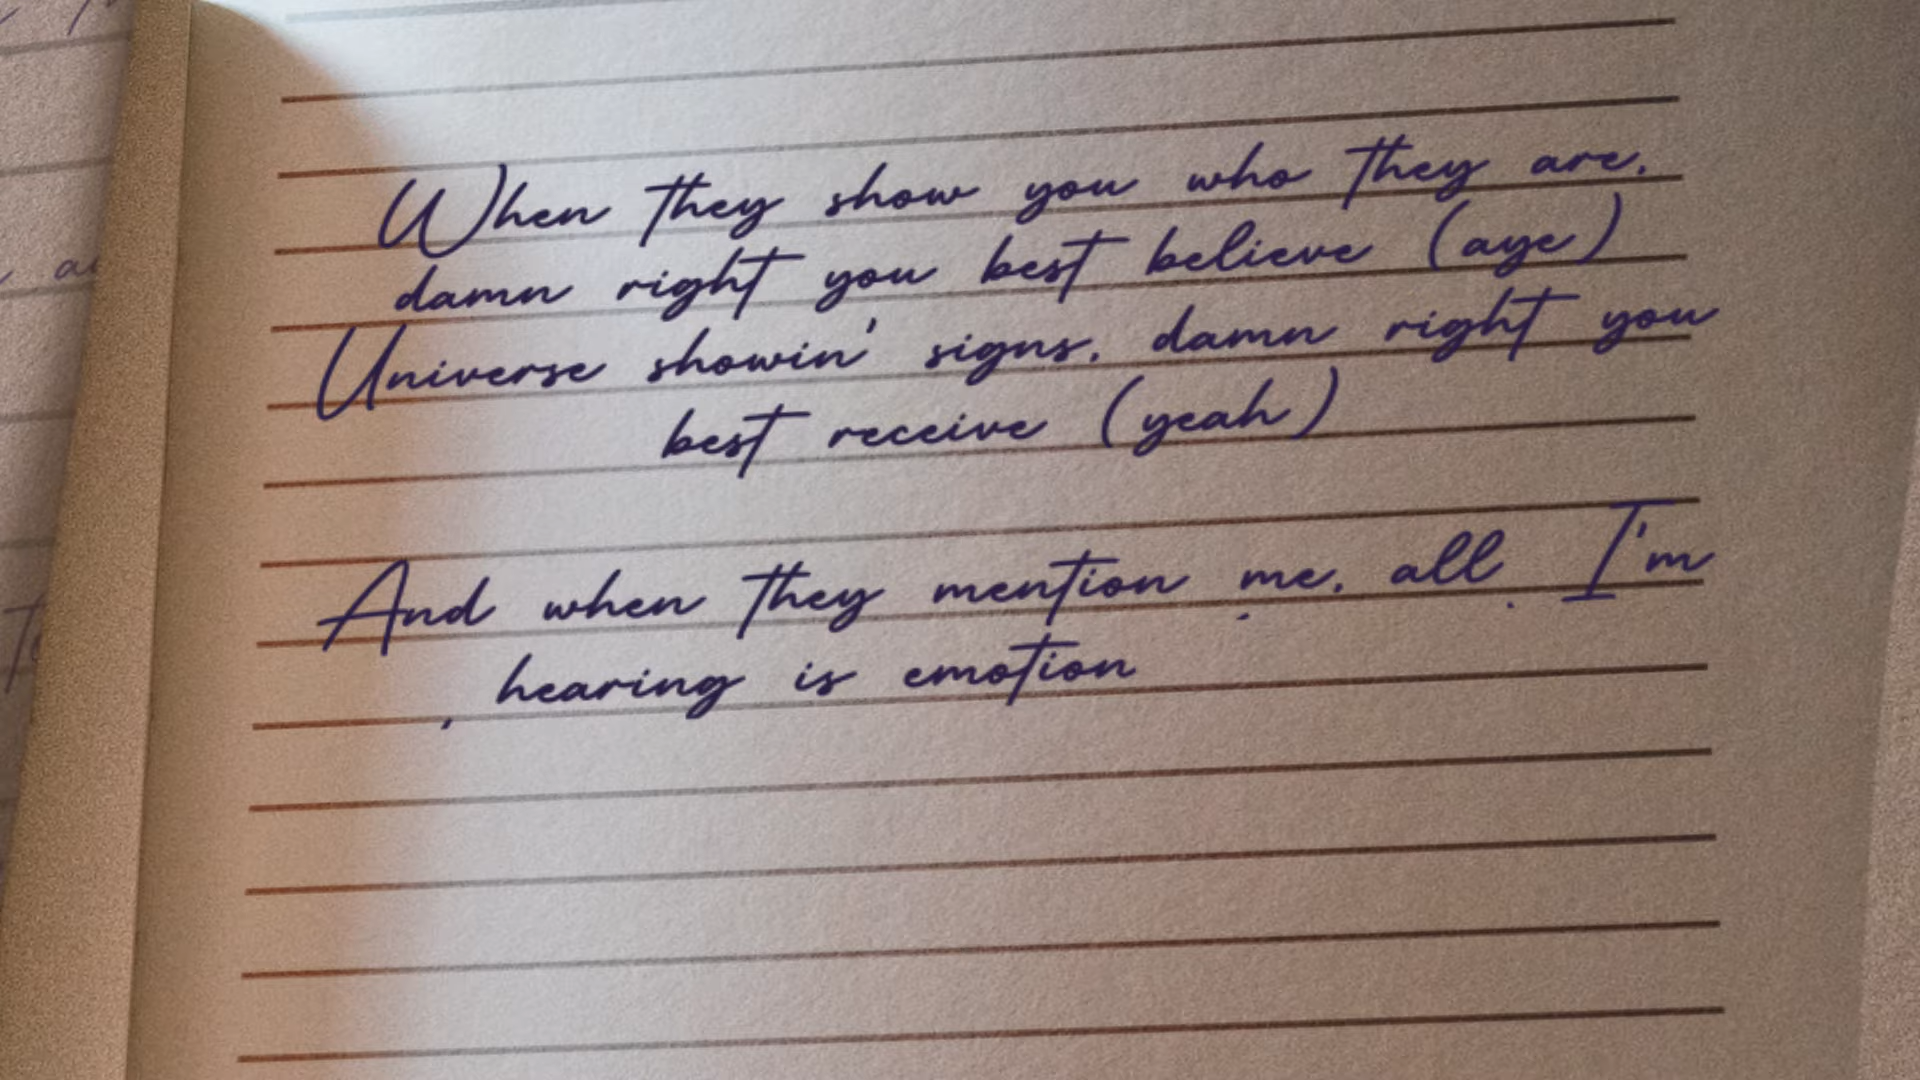 When they show you who they are,
damn right you best believe (aye)
Universe showin' signs, damn right you
best receive (yeah)
And when they mention me, all I'm
hearing is emotion